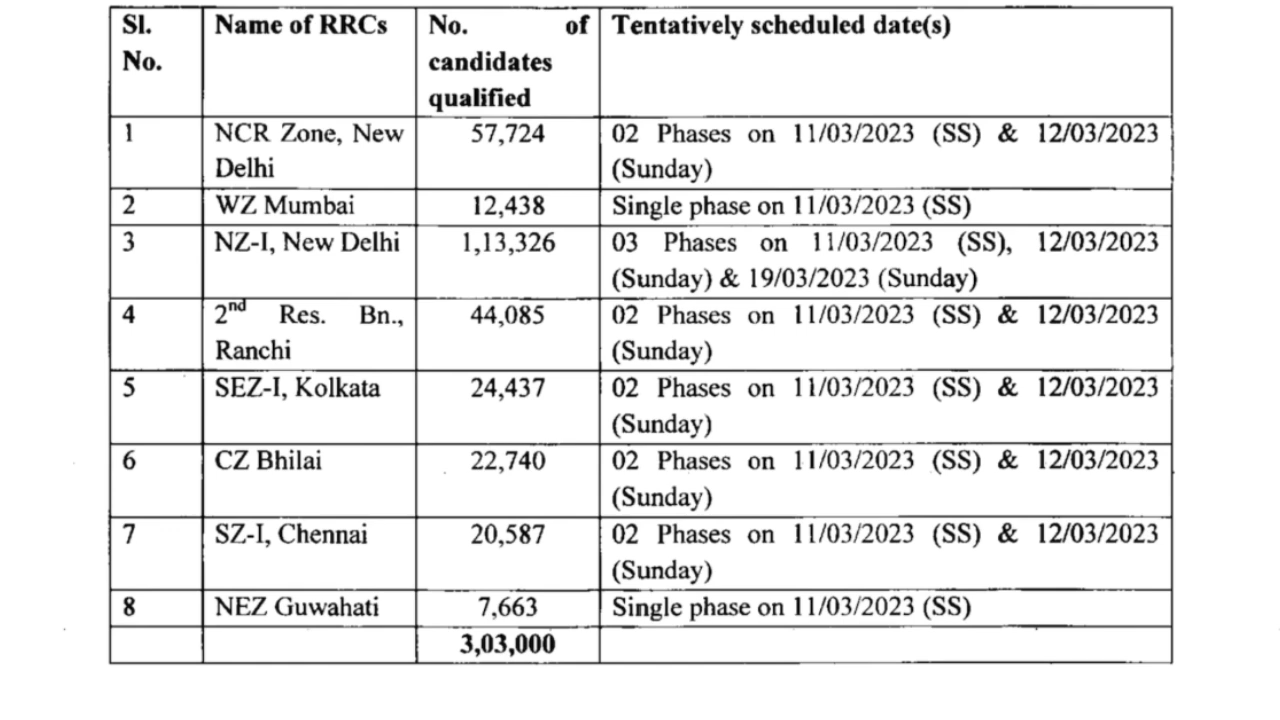 Sl. No. Name of RRCs No. of candidates qualified Tentatively scheduled date(s)
1 NCR Zone, New Delhi 57,724 02 Phases on 11/03/2023 (SS) & 12/03/2023 (Sunday)
2 WZ Mumbai 12,438 Single phase on 11/03/2023 (SS)
3 NZ-I, New Delhi 1,13,326 03 Phases on 11/03/2023 (SS), 12/03/2023 (Sunday) & 19/03/2023 (Sunday)
4 2nd Res. Bn., Ranchi 44,085 02 Phases on 11/03/2023 (SS) & 12/03/2023 (Sunday)
5 SEZ-I, Kolkata 24,437 02 Phases on 11/03/2023 (SS) & 12/03/2023 (Sunday)
6 CZ Bhilai 22,740 02 Phases on 11/03/2023 (SS) & 12/03/2023 (Sunday)
7 SZ-I, Chennai 20,587 02 Phases on 11/03/2023 (SS) & 12/03/2023 (Sunday)
8 NEZ Guwahati 7,663 Single phase on 11/03/2023 (SS)
3,03,000